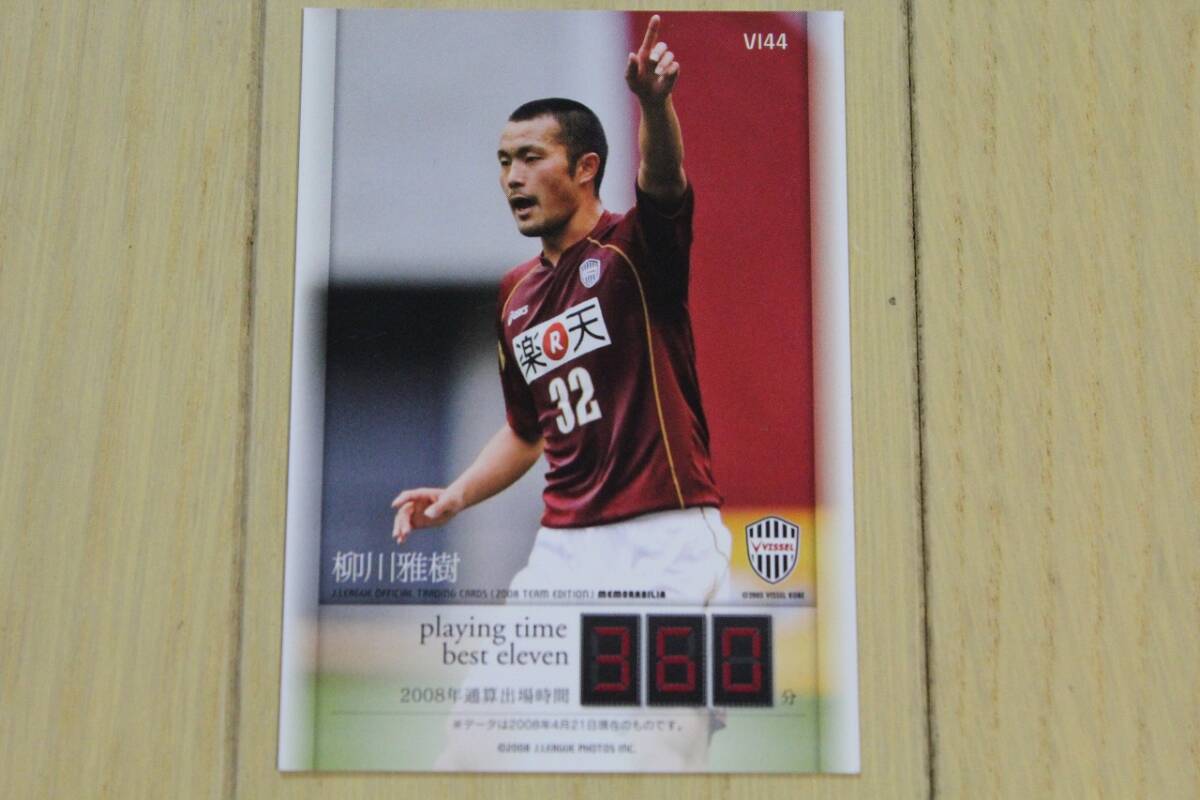 VI44
asics
楽R天
32
VISSEL
柳川雅樹
J.LEAGUE OFFICIAL TRADING CARDS [2008 TEAM EDITION] MEMORABILIA
©2005 VISSEL KOBE
playing time
best eleven
360
2008年通算出場時間
分
※データは2008年4月21日現在のものです。
©2008 J.LEAGUE PHOTOS INC.